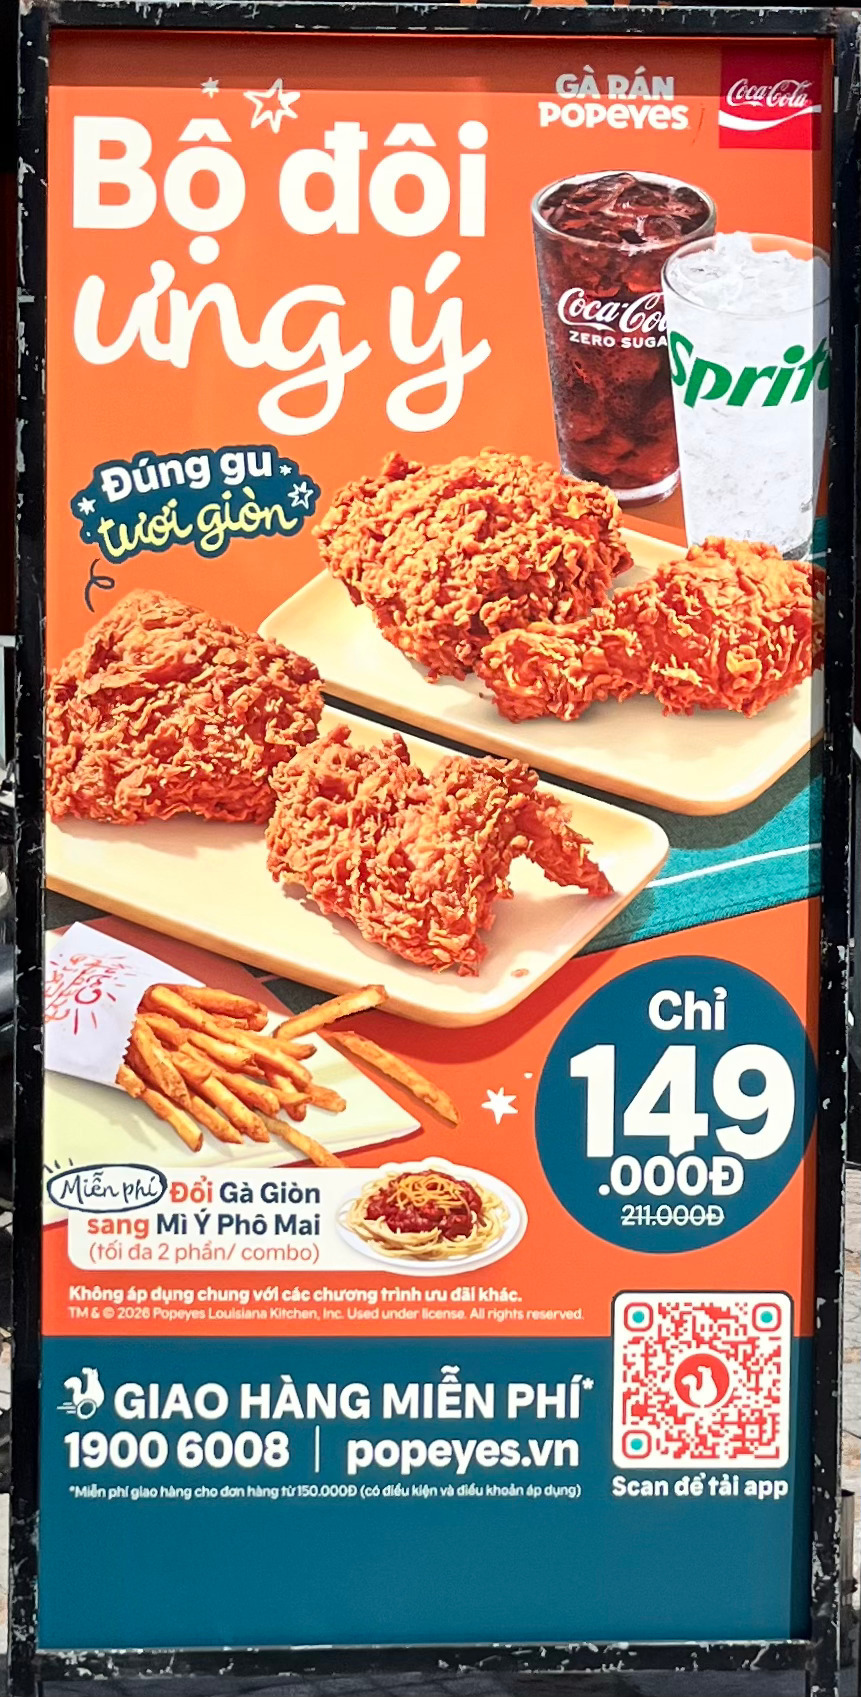 GÀ RÁN
POPEYES
Coca-Cola
Bộ đôi
ưng ý
Coca-Co
ZERO SUGA
Sprite
Đúng gu
tươi giòn
Chỉ
149
.000Đ
211.000Đ
Miễn phí Đổi Gà Giòn
sang Mì Ý Phô Mai
(tối đa 2 phần/ combo)
Không áp dụng chung với các chương trình ưu đãi khác.
TM & © 2026 Popeyes Louisiana Kitchen, Inc. Used under license. All rights reserved.
GIAO HÀNG MIỄN PHÍ*
1900 6008 | popeyes.vn
*Miễn phí giao hàng cho đơn hàng từ 150.000Đ (có điều kiện và điều khoản áp dụng)
Scan để tải app